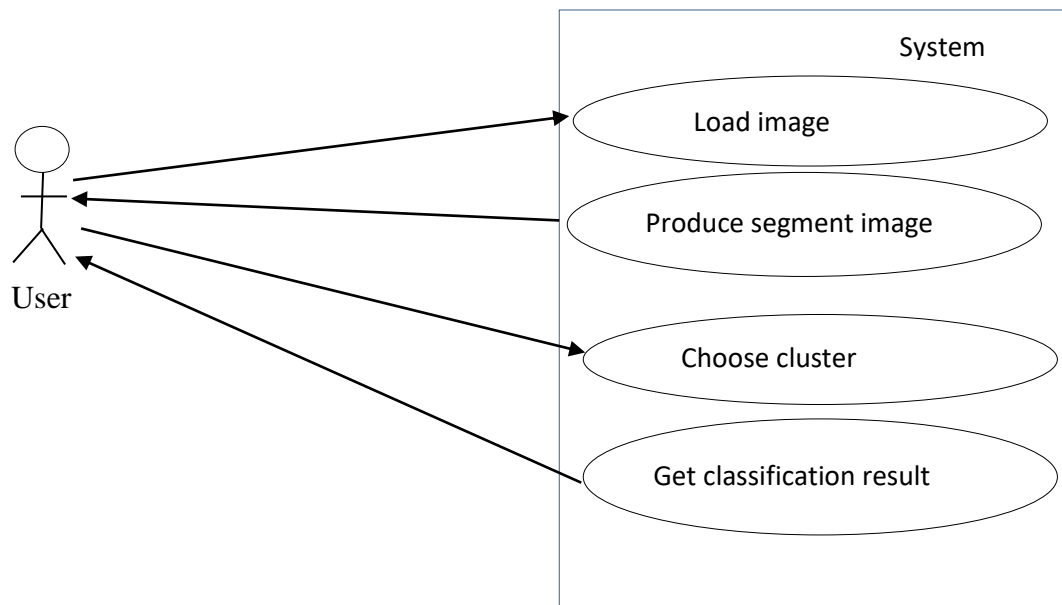 System
Load image
Produce segment image
User
Choose cluster
Get classification result